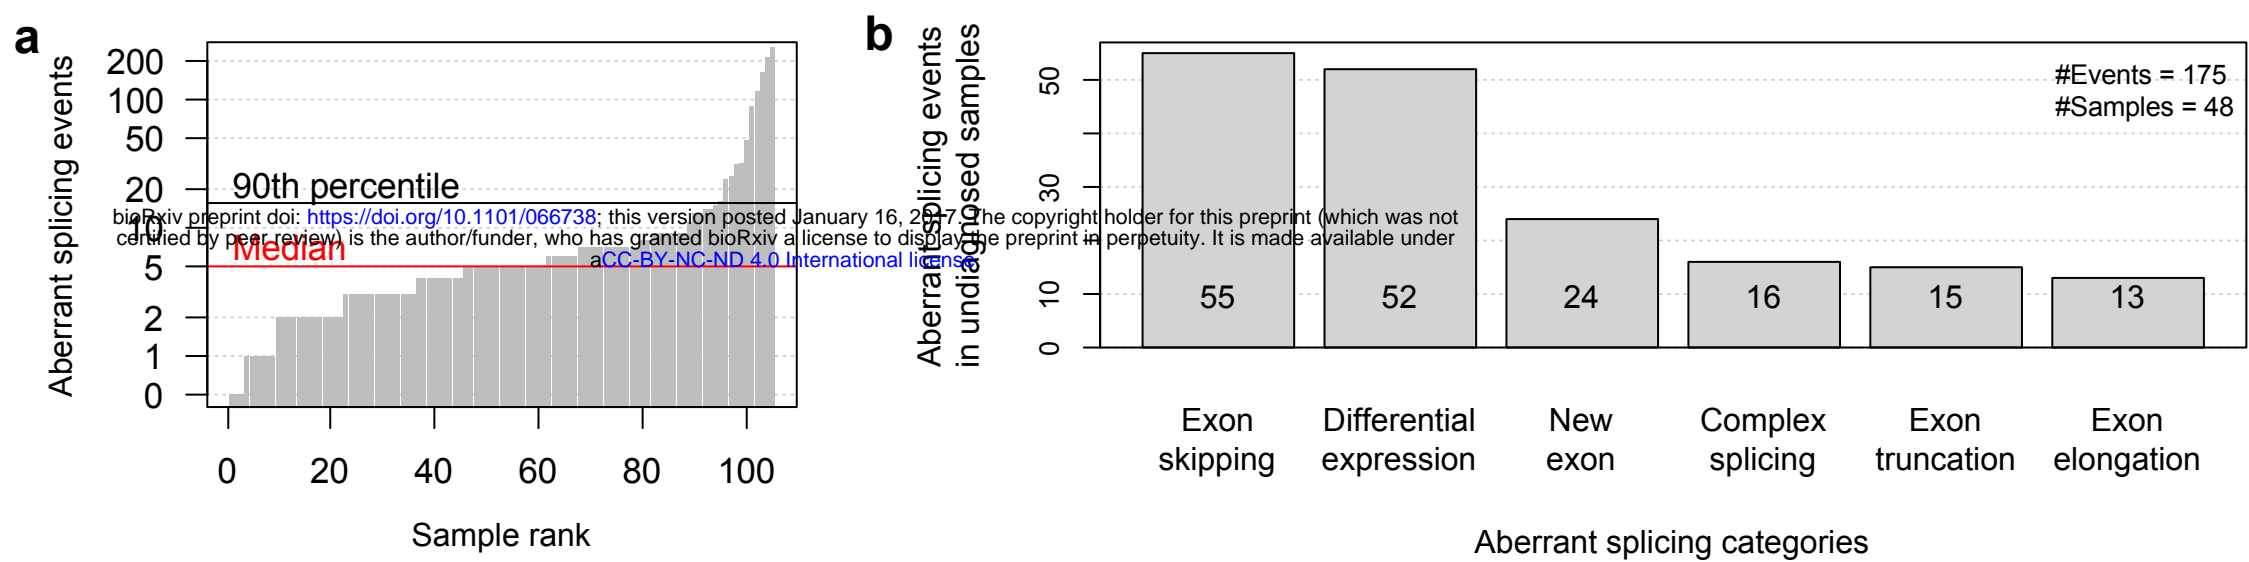 a
Aberrant splicing events
200
100
50
20
10
5
2
1
0
90th percentile
Median
0 20 40 60 80 100
Sample rank
bioRxiv preprint doi: https://doi.org/10.1101/066738; this version posted January 16, 2017. The copyright holder for this preprint (which was not
certified by peer review) is the author/funder, who has granted bioRxiv a license to display the preprint in perpetuity. It is made available under
aCC-BY-NC-ND 4.0 International license.
b
Aberrant splicing events
in undiagnosed samples
50
30
10
0
#Events = 175
#Samples = 48
55 52 24 16 15 13
Exon Differential New Complex Exon Exon
skipping expression exon splicing truncation elongation
Aberrant splicing categories